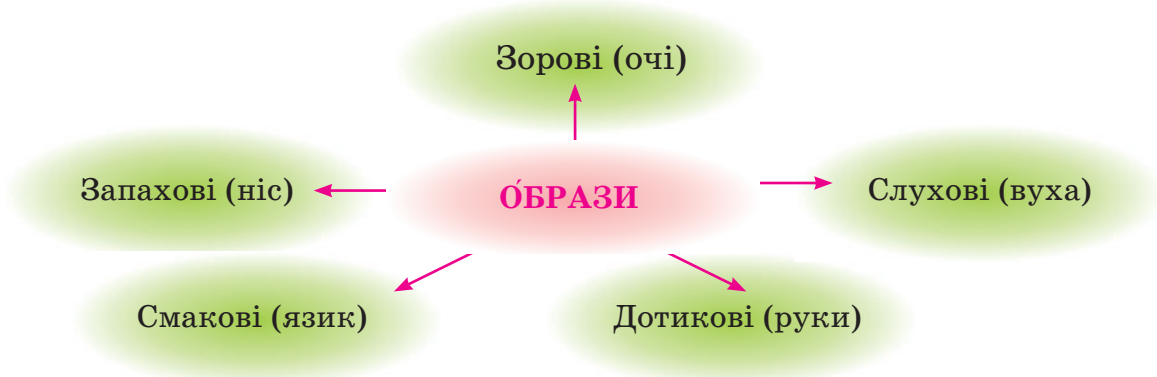 Зорові (очі)
Запахові (ніс)
О́БРАЗИ
Слухові (вуха)
Смакові (язик)
Дотикові (руки)